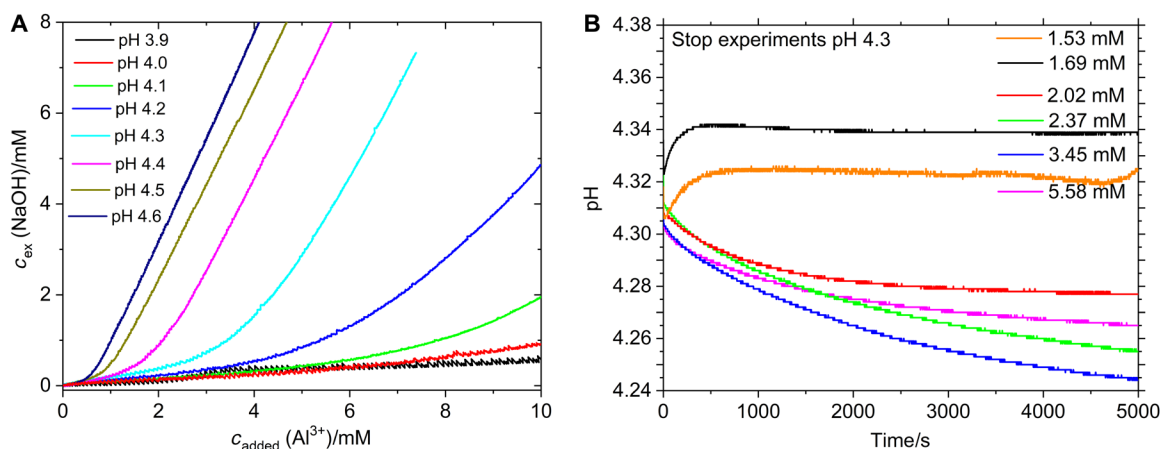 A
pH 3.9
pH 4.0
pH 4.1
pH 4.2
pH 4.3
pH 4.4
pH 4.5
pH 4.6
8
6
4
2
0
c_ex (NaOH)/mM
0 2 4 6 8 10
c_added (Al³⁺)/mM
B
Stop experiments pH 4.3
1.53 mM
1.69 mM
2.02 mM
2.37 mM
3.45 mM
5.58 mM
4.38
4.36
4.34
4.32
4.30
4.28
4.26
4.24
pH
0 1000 2000 3000 4000 5000
Time/s